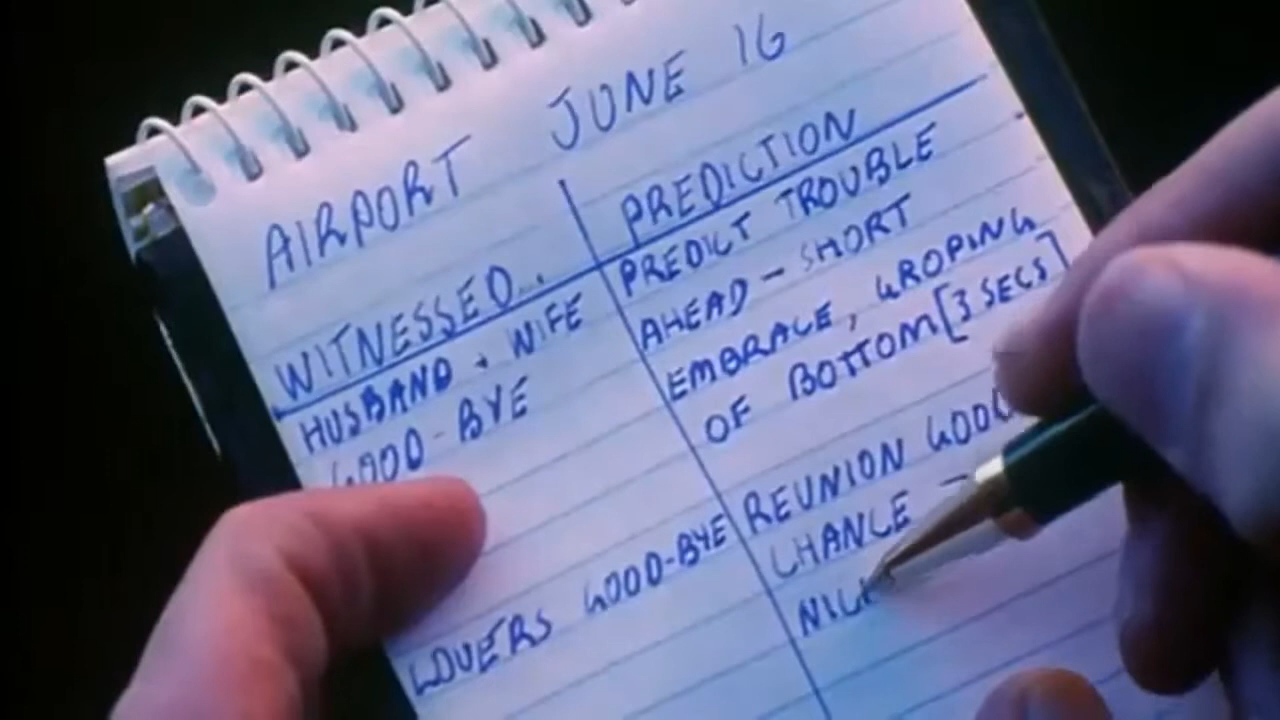 AIRPORT JUNE 16
WITNESSED..
HUSBAND + WIFE
GOOD-BYE
LOVERS GOOD-BYE
PREDICTION
PREDICT TROUBLE
AHEAD - SHORT
EMBRACE, GROPING
OF BOTTOM [3 SECS]
REUNION GOOD
CHANCE -